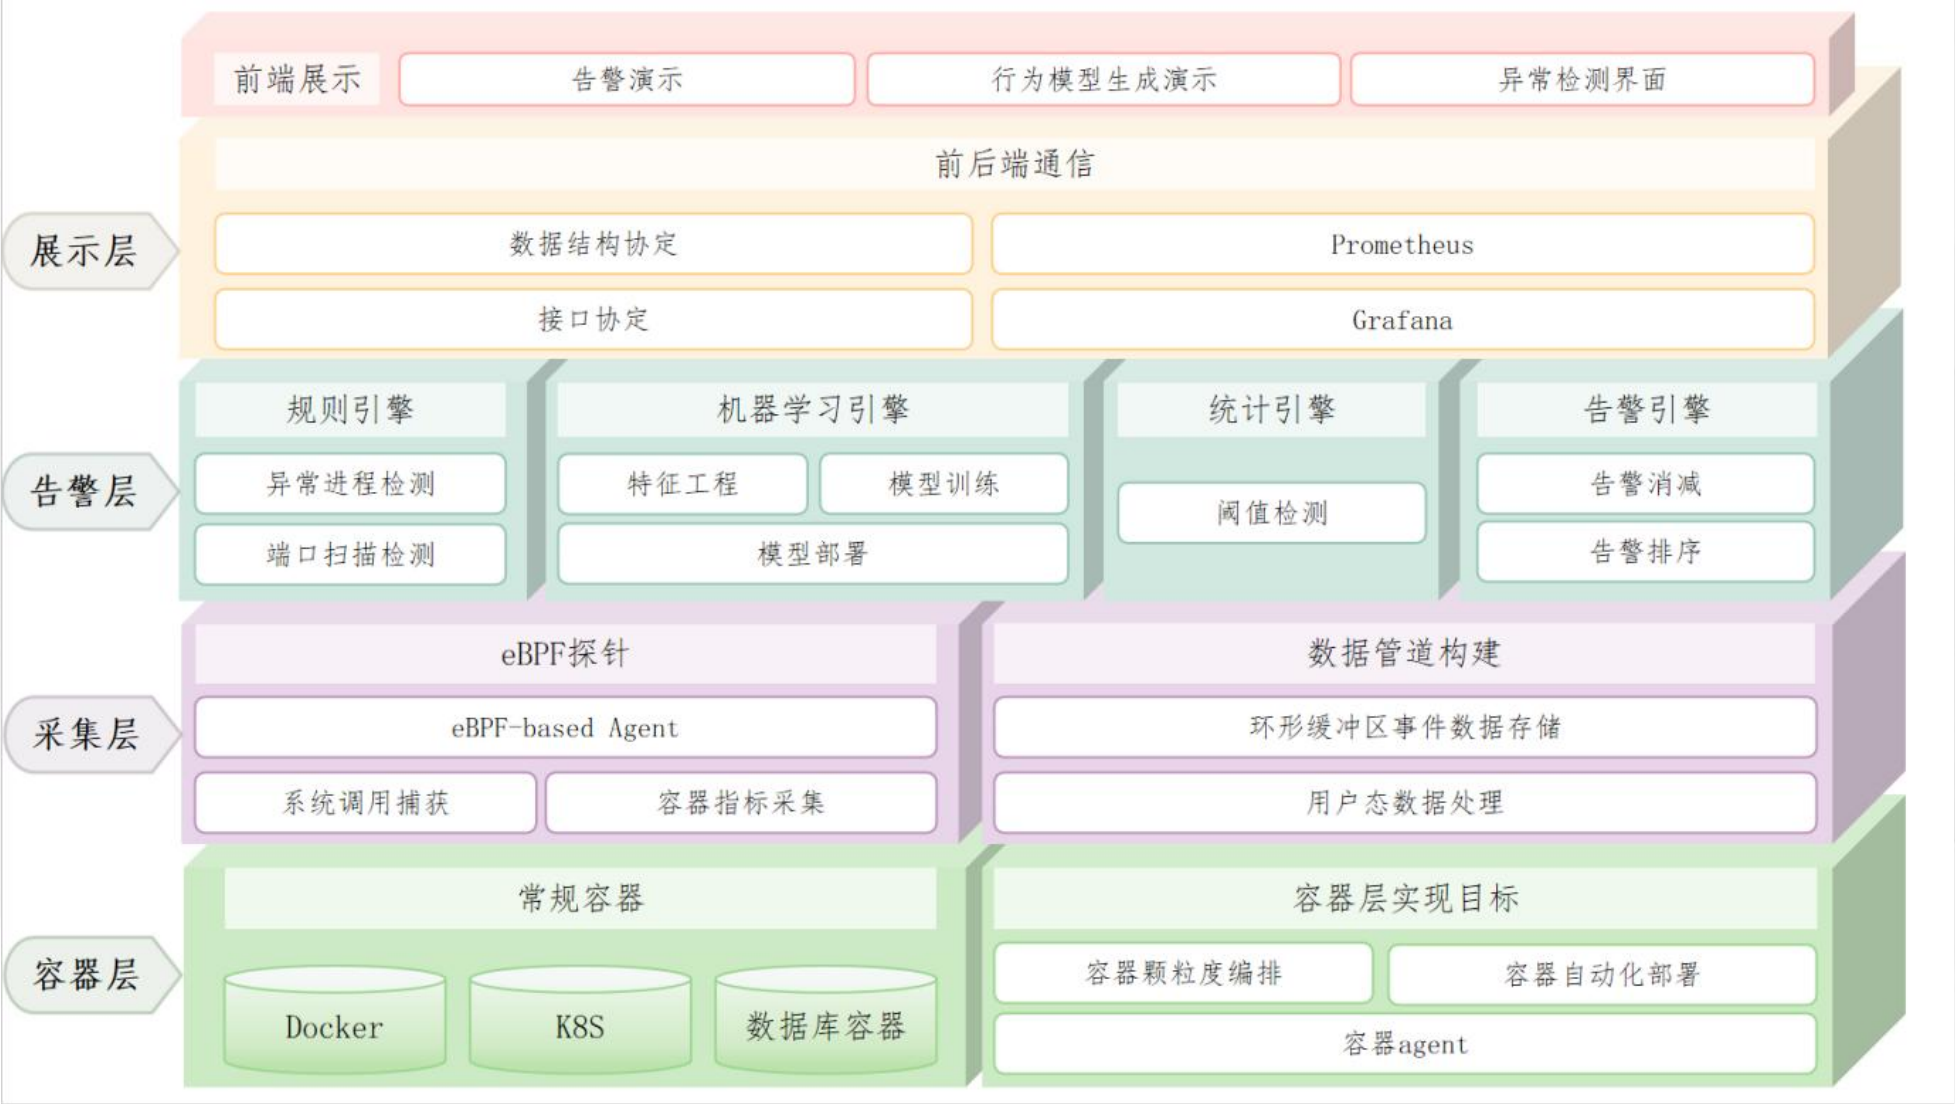 前端展示
告警演示
行为模型生成演示
异常检测界面
前后端通信
展示层
数据结构协定
Prometheus
接口协定
Grafana
告警层
规则引擎
异常进程检测
端口扫描检测
机器学习引擎
特征工程
模型训练
模型部署
统计引擎
阈值检测
告警引擎
告警消减
告警排序
采集层
eBPF探针
eBPF-based Agent
系统调用捕获
容器指标采集
数据管道构建
环形缓冲区事件数据存储
用户态数据处理
容器层
常规容器
Docker
K8S
数据库容器
容器层实现目标
容器颗粒度编排
容器自动化部署
容器agent